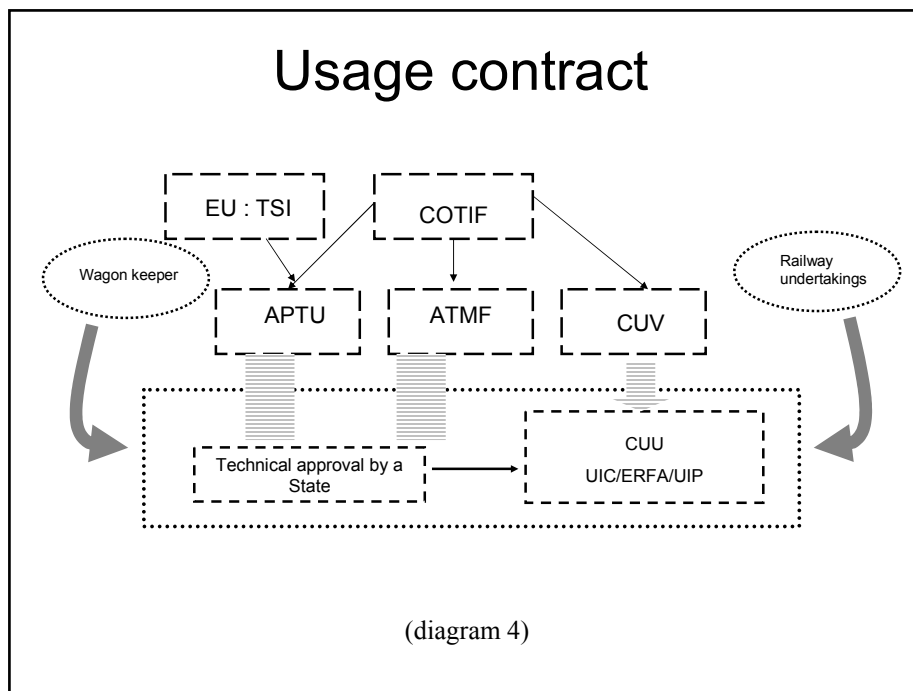 Usage contract
EU : TSI
COTIF
Wagon keeper
Railway
undertakings
APTU
ATMF
CUV
Technical approval by a
State
CUU
UIC/ERFA/UIP
(diagram 4)